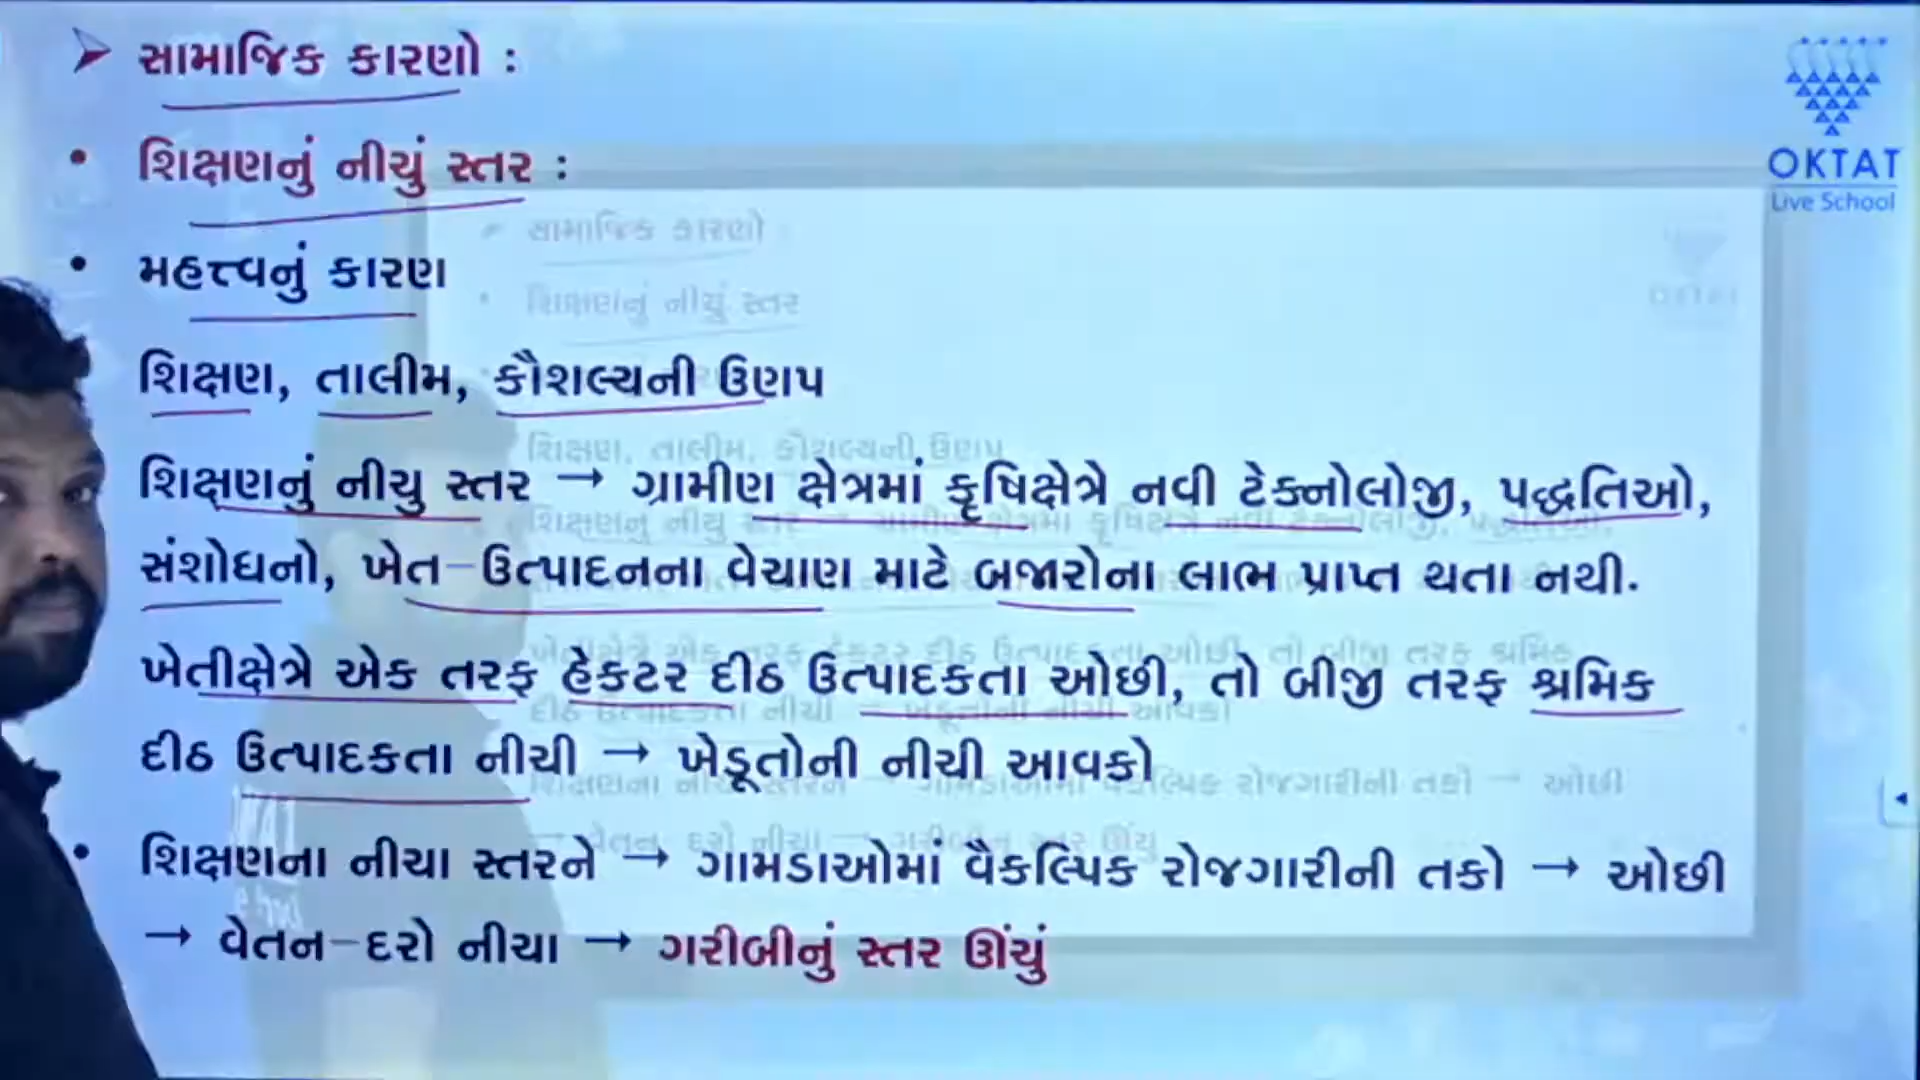 ➤ સામાજિક કારણો :
• શિક્ષણનું નીચું સ્તર :
• મહત્ત્વનું કારણ
શિક્ષણ, તાલીમ, કૌશલ્યની ઉણપ
શિક્ષણનું નીચુ સ્તર → ગ્રામીણ ક્ષેત્રમાં કૃષિક્ષેત્રે નવી ટેક્નોલોજી, પદ્ધતિઓ,
સંશોધનો, ખેત-ઉત્પાદનના વેચાણ માટે બજારોના લાભ પ્રાપ્ત થતા નથી.
ખેતીક્ષેત્રે એક તરફ હેકટર દીઠ ઉત્પાદકતા ઓછી, તો બીજી તરફ શ્રમિક
દીઠ ઉત્પાદકતા નીચી → ખેડૂતોની નીચી આવકો
• શિક્ષણના નીચા સ્તરને → ગામડાઓમાં વૈકલ્પિક રોજગારીની તકો → ઓછી
→ વેતન-દરો નીચા → ગરીબીનું સ્તર ઊંચું
OKTAT
Live School